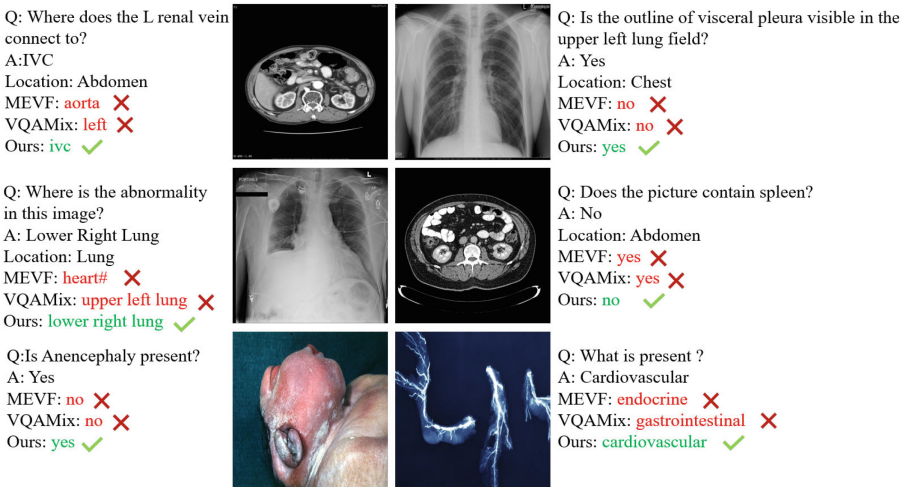 Q: Where does the L renal vein
connect to?
A:IVC
Location: Abdomen
MEVF: aorta
VQAMix: left
Ours: ivc
Q: Is the outline of visceral pleura visible in the
upper left lung field?
A: Yes
Location: Chest
MEVF: no
VQAMix: no
Ours: yes
Q: Where is the abnormality
in this image?
A: Lower Right Lung
Location: Lung
MEVF: heart#
VQAMix: upper left lung
Ours: lower right lung
L
Q: Does the picture contain spleen?
A: No
Location: Abdomen
MEVF: yes
VQAMix: yes
Ours: no
Q:Is Anencephaly present?
A: Yes
MEVF: no
VQAMix: no
Ours: yes
Q: What is present ?
A: Cardiovascular
MEVF: endocrine
VQAMix: gastrointestinal
Ours: cardiovascular